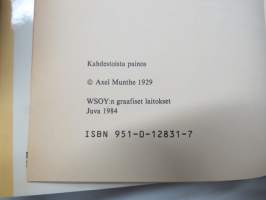 Kahdestoista painos
© Axel Munthe 1929
WSOY:n graafiset laitokset
Juva 1984
ISBN 951-0-12831-7